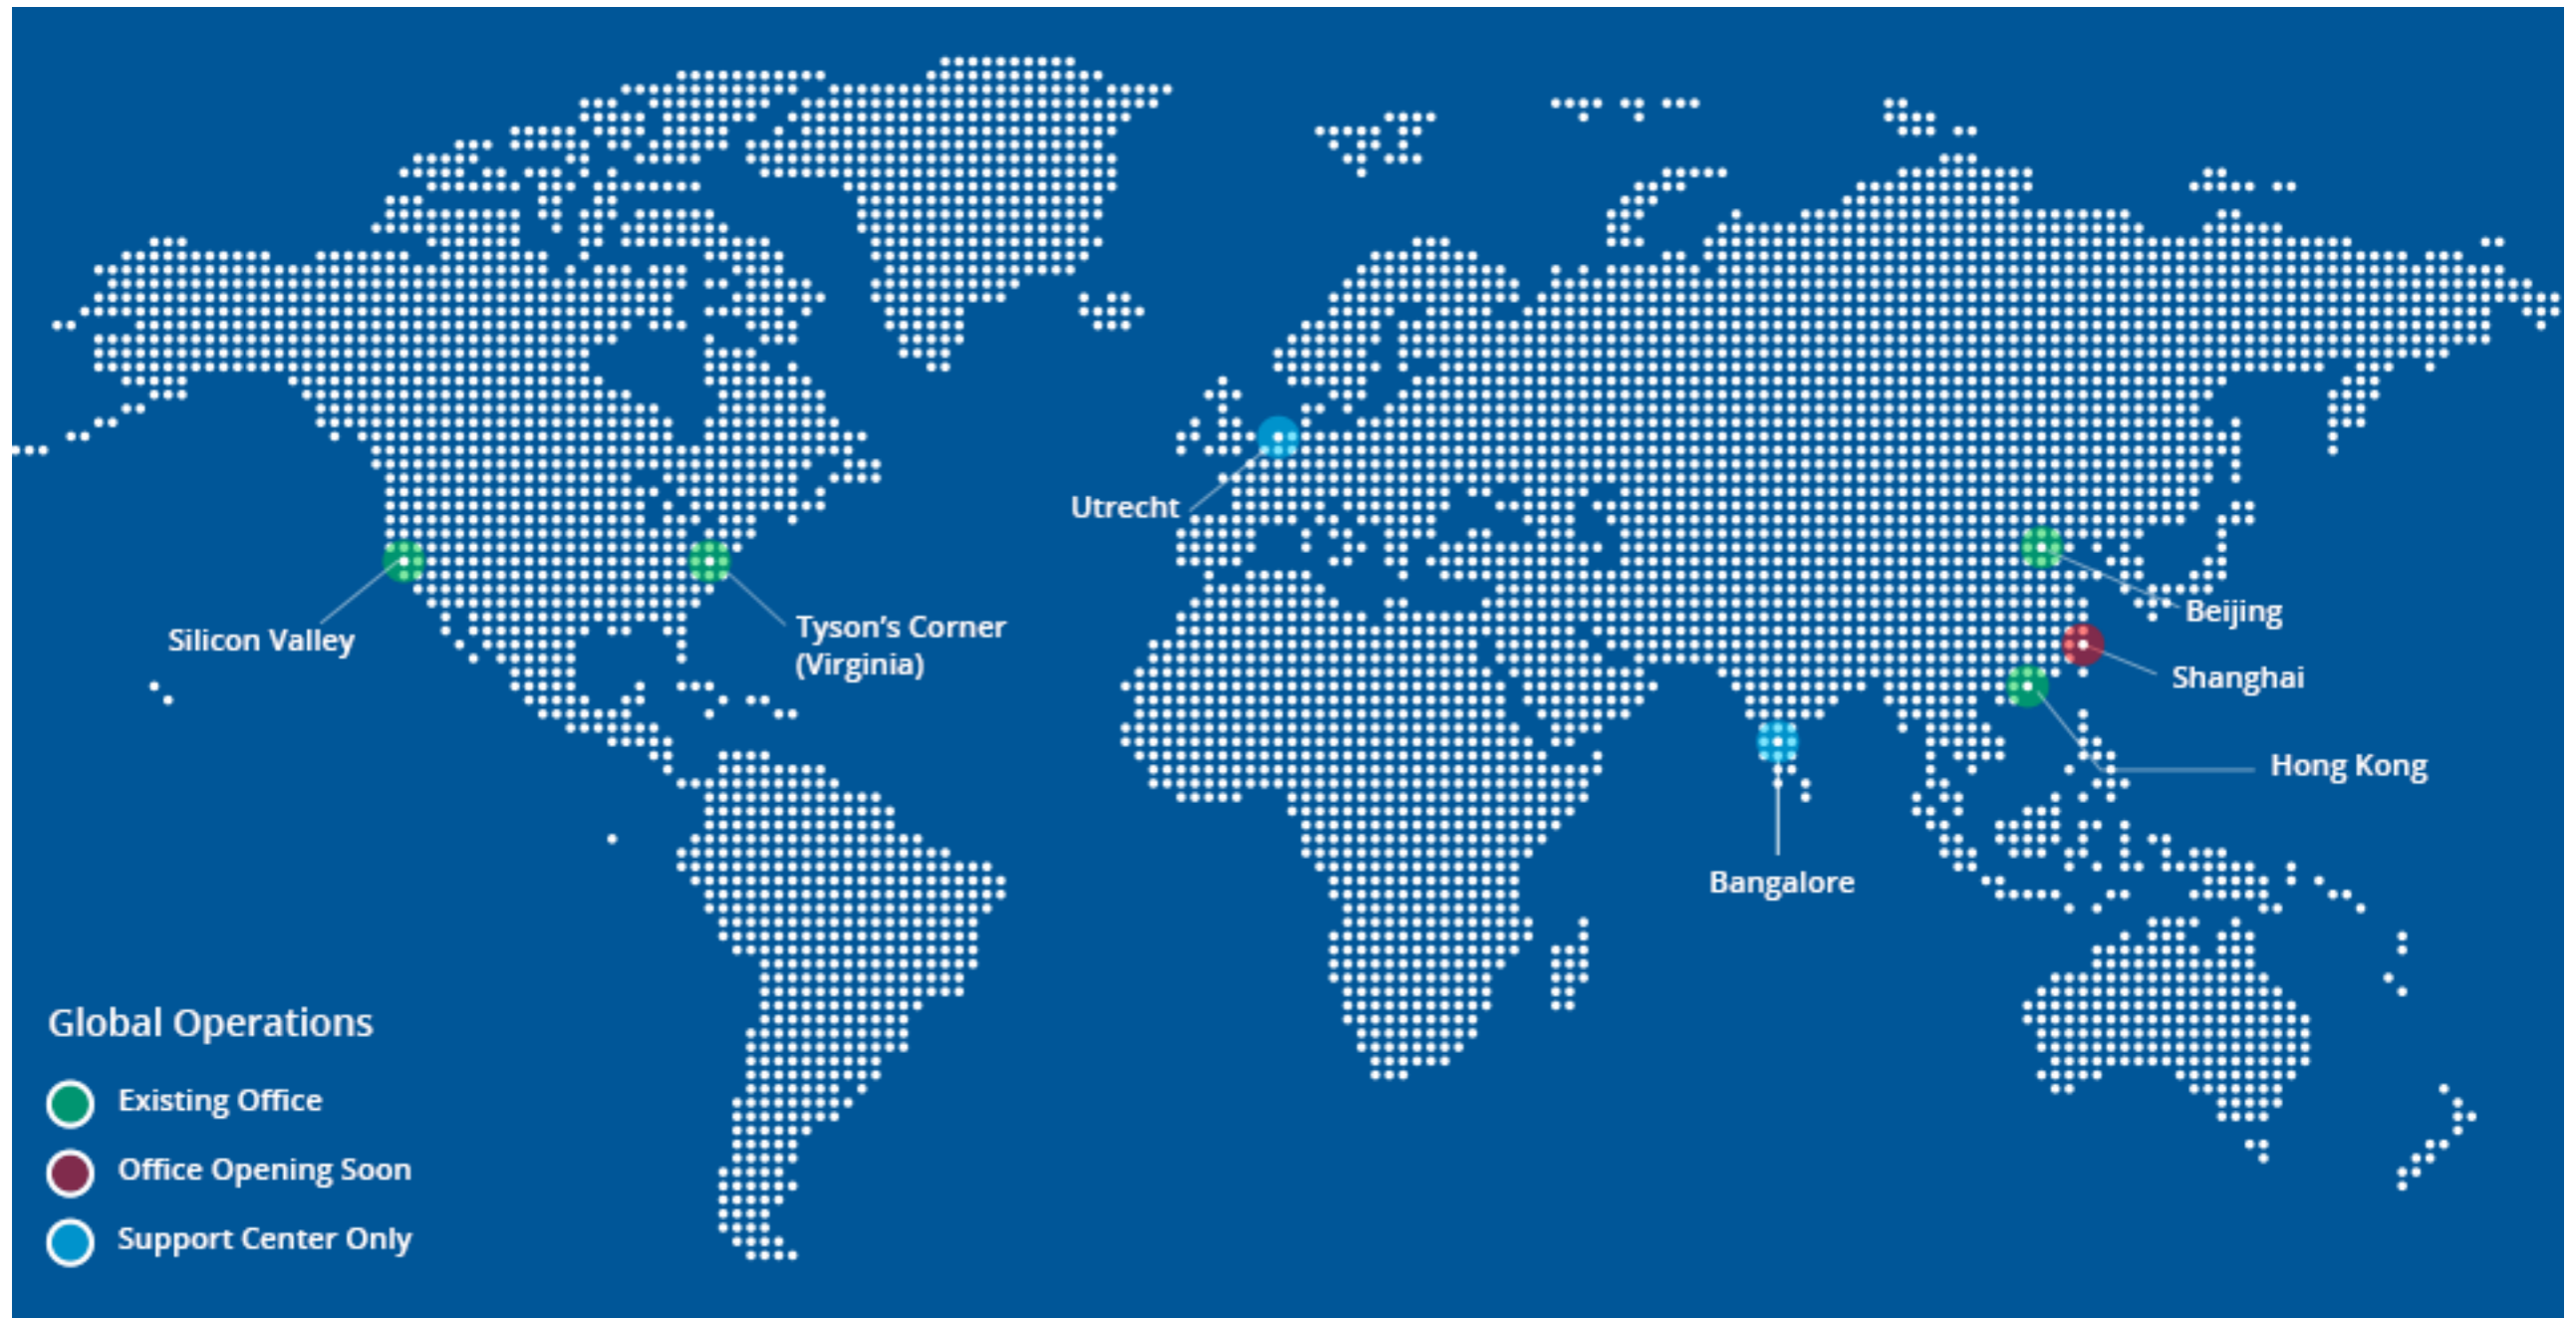 Utrecht
Silicon Valley
Tyson's Corner
(Virginia)
Beijing
Shanghai
Hong Kong
Bangalore
Global Operations
Existing Office
Office Opening Soon
Support Center Only